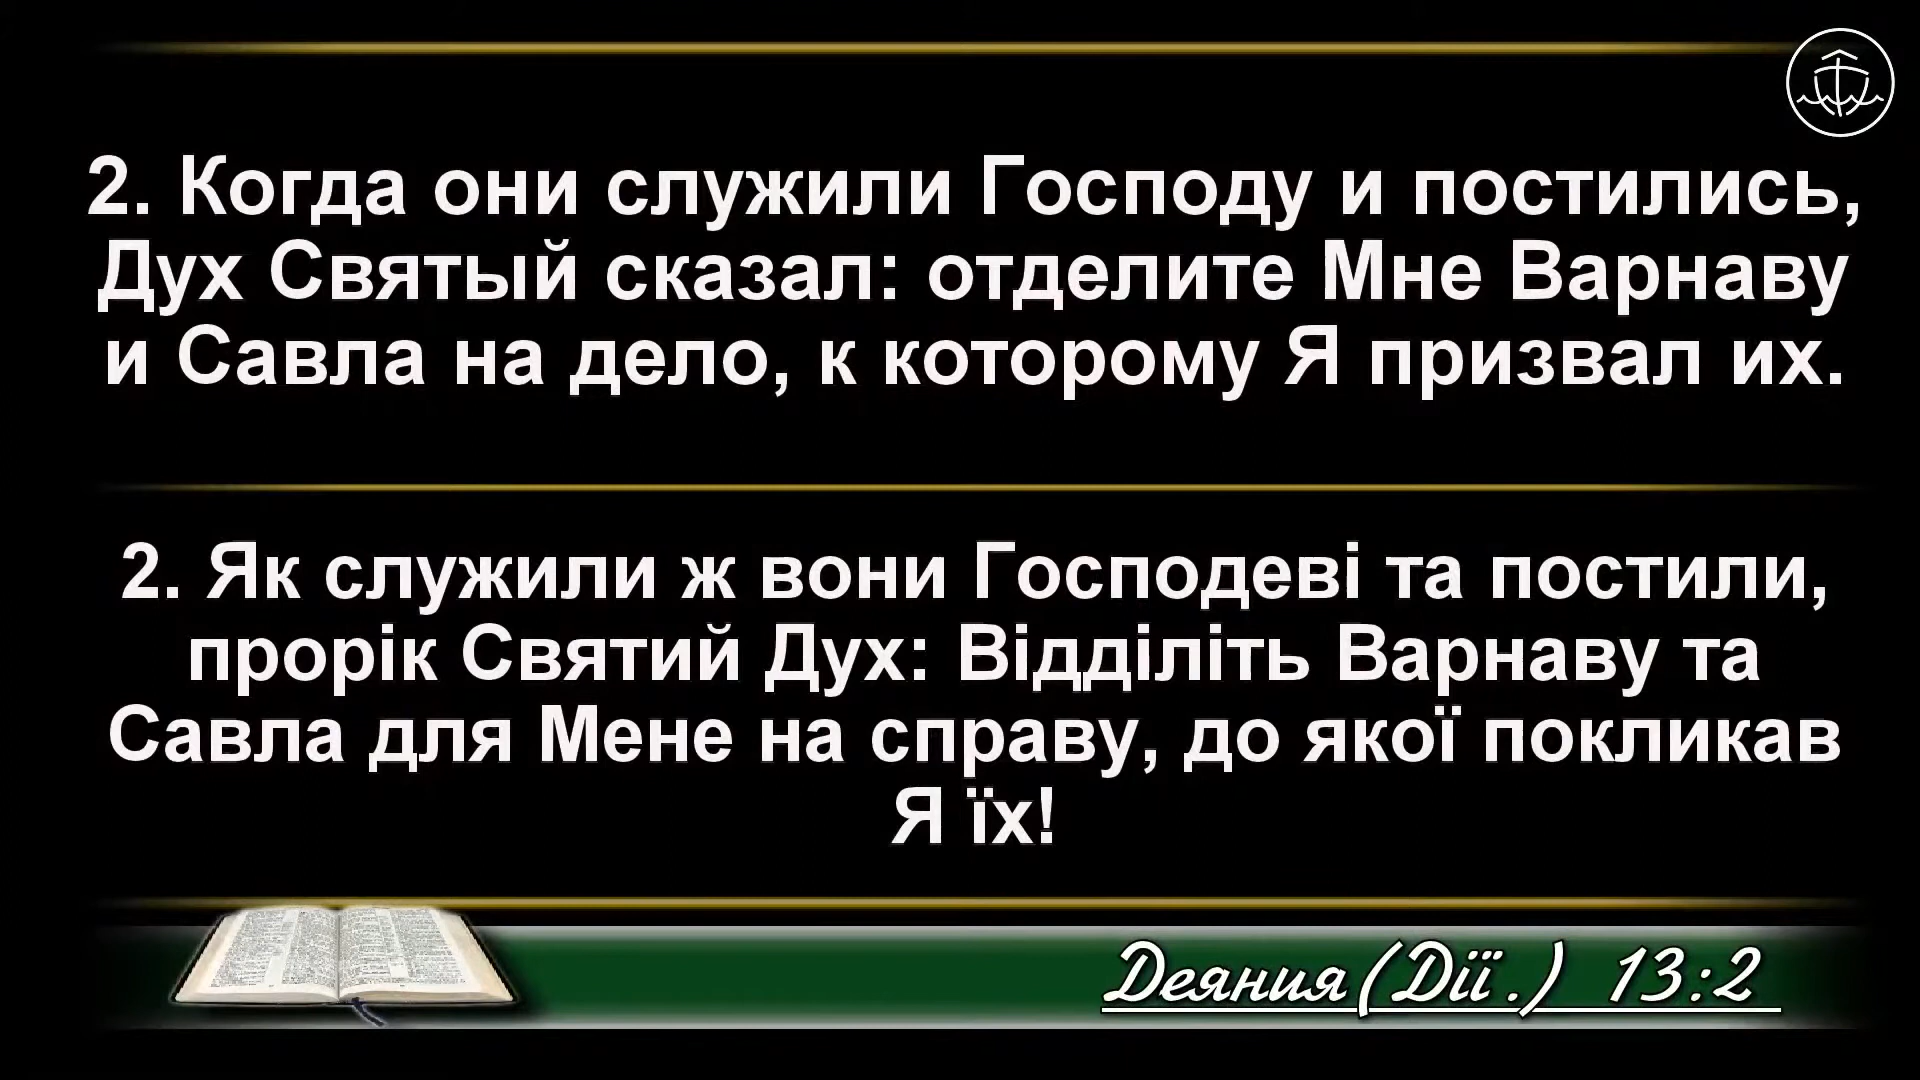 2. Когда они служили Господу и постились,
Дух Святый сказал: отделите Мне Варнаву
и Савла на дело, к которому Я призвал их.
2. Як служили ж вони Господеві та постили,
прорік Святий Дух: Відділіть Варнаву та
Савла для Мене на справу, до якої покликав
Я їх!
Деяния(Дії.) 13:2